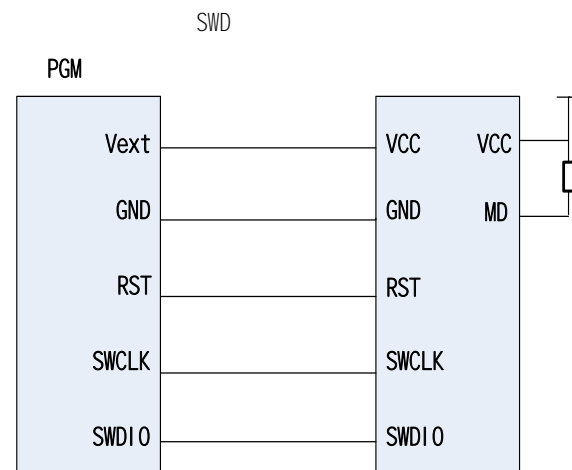 SWD
PGM
Vext VCC VCC
GND GND MD
RST RST
SWCLK SWCLK
SWDIO SWDIO